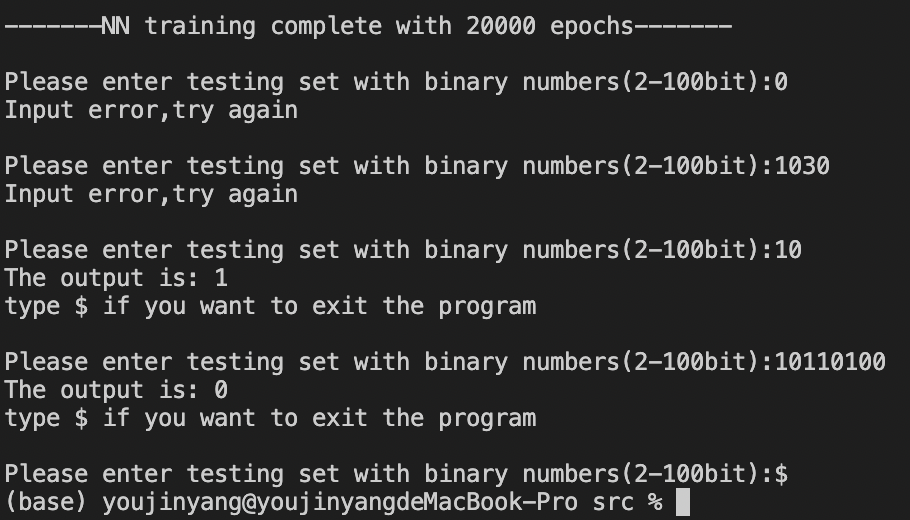 -------NN training complete with 20000 epochs-------
Please enter testing set with binary numbers(2-100bit):0
Input error,try again
Please enter testing set with binary numbers(2-100bit):1030
Input error,try again
Please enter testing set with binary numbers(2-100bit):10
The output is: 1
type $ if you want to exit the program
Please enter testing set with binary numbers(2-100bit):10110100
The output is: 0
type $ if you want to exit the program
Please enter testing set with binary numbers(2-100bit):$
(base) youjinyang@youjinyangdeMacBook-Pro src %